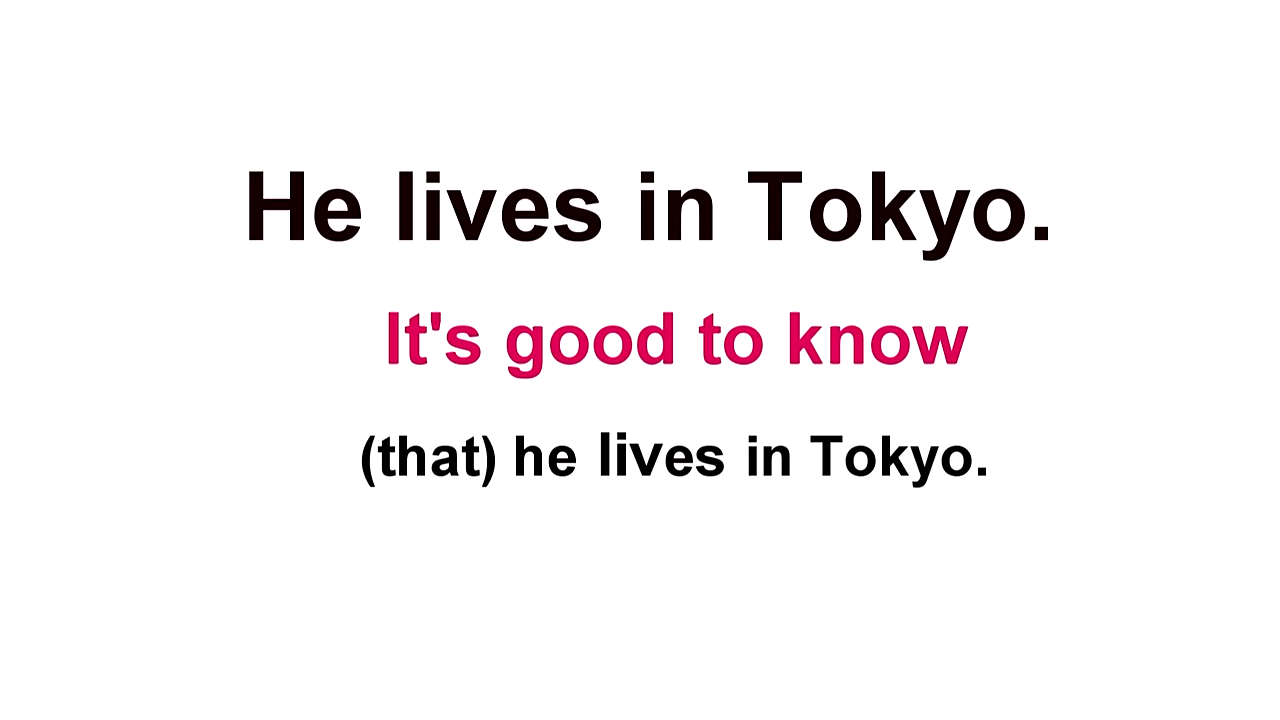 He lives in Tokyo.
It's good to know
(that) he lives in Tokyo.